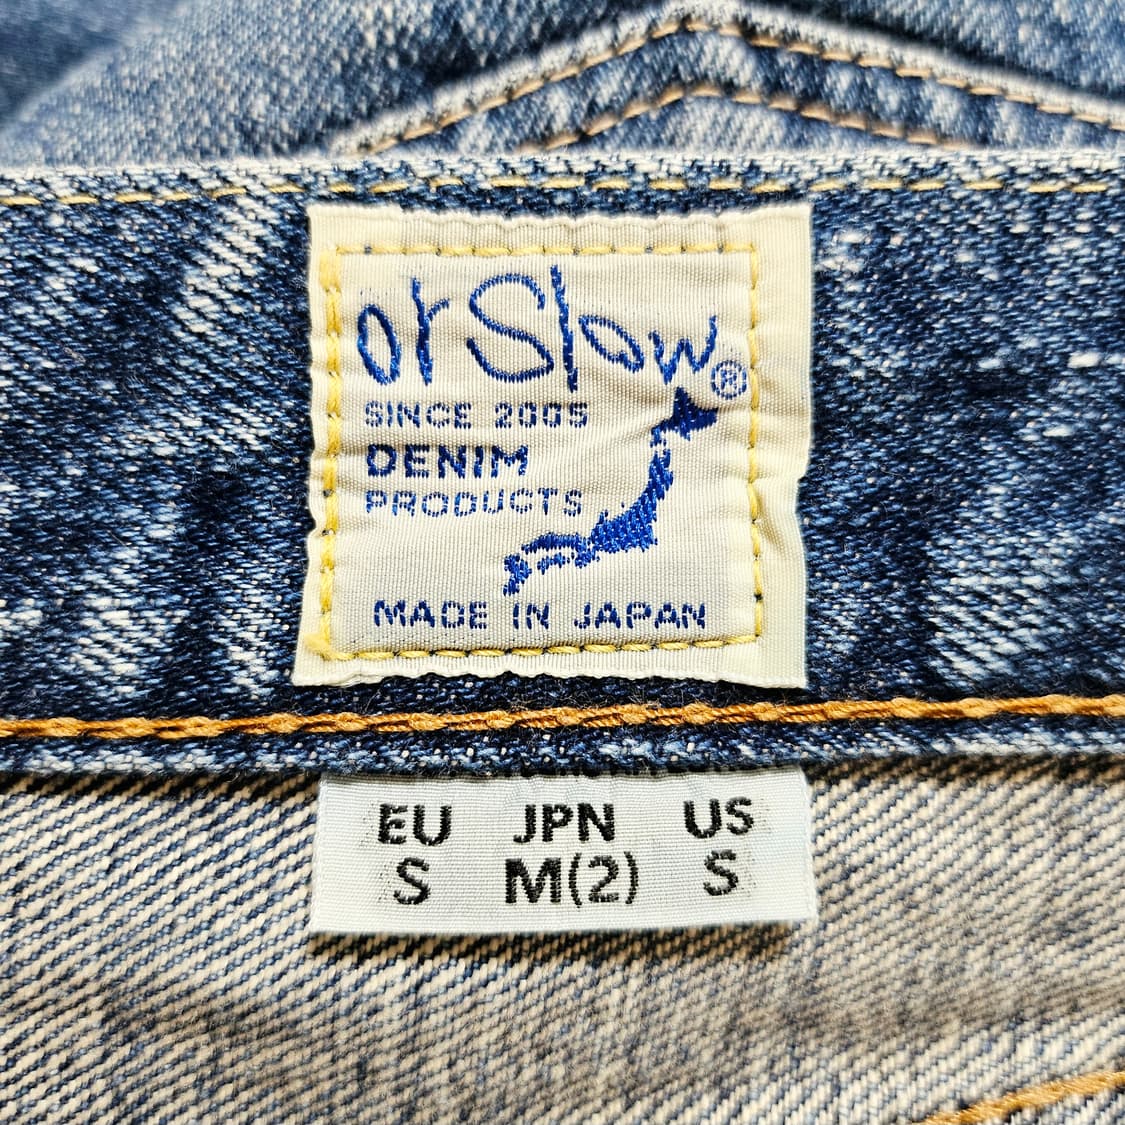 orSlow®
SINCE 2005
DENIM
PRODUCTS
MADE IN JAPAN
EU JPN US
S M(2) S